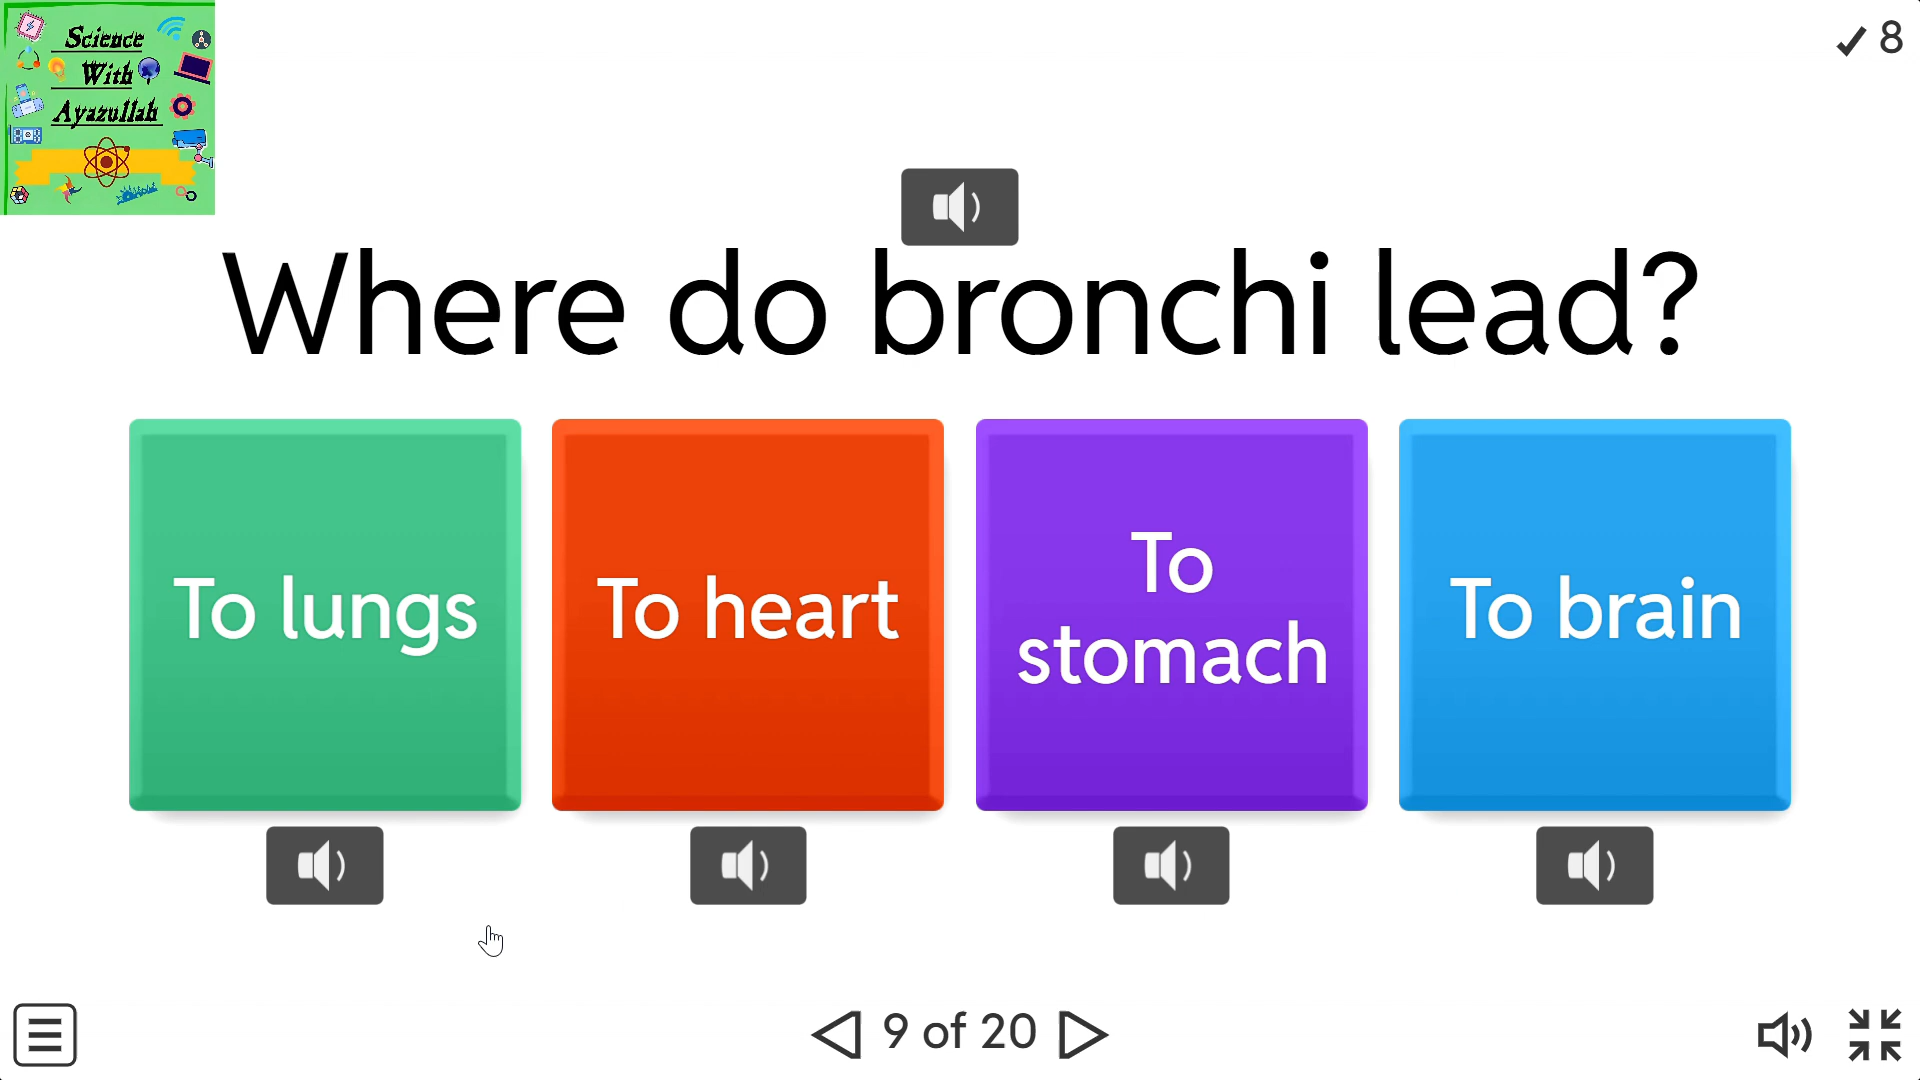 Science
With
Ayazullah
8
Where do bronchi lead?
To lungs
To heart
To
stomach
To brain
9 of 20